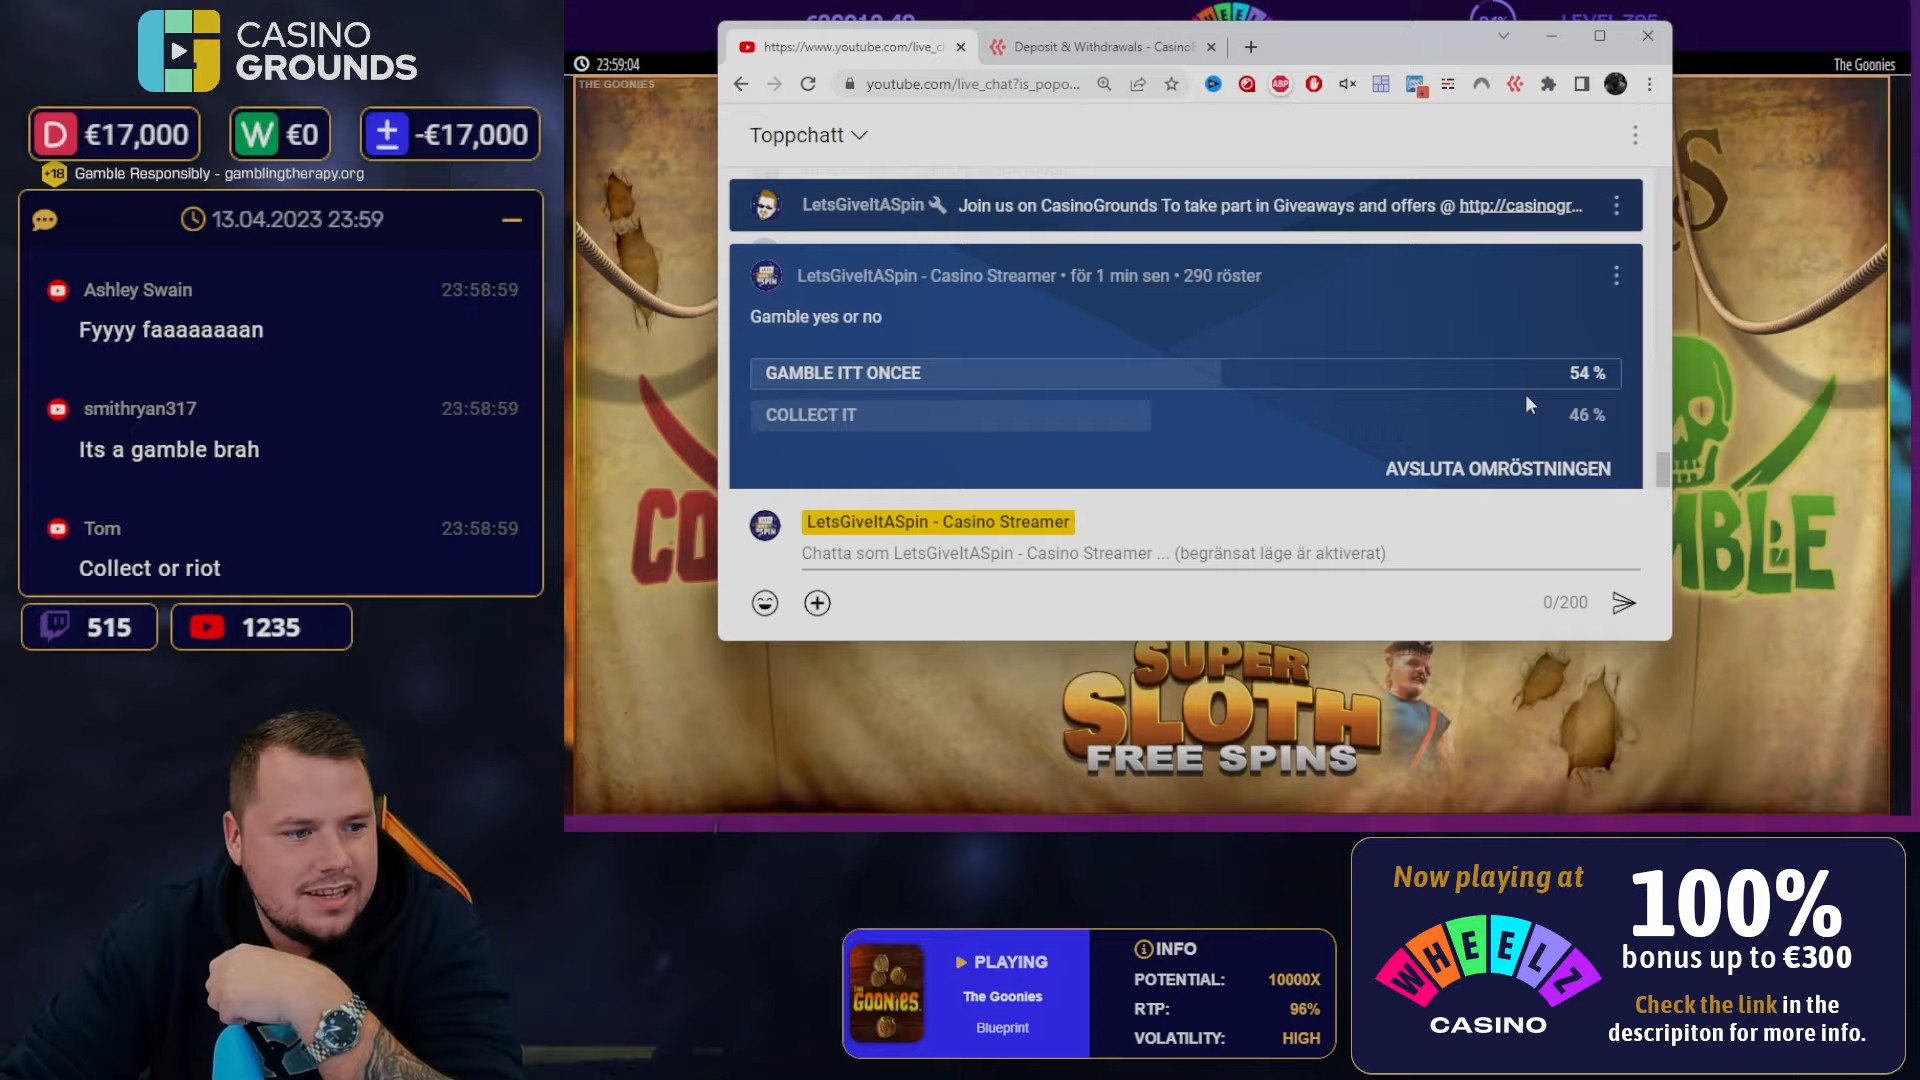 CASINO
GROUNDS
D €17,000
W €0
± -€17,000
+18 Gamble Responsibly - gamblingtherapy.org
13.04.2023 23:59
Ashley Swain 23:58:59
Fyyyy faaaaaaaan
smithryan317 23:58:59
Its a gamble brah
Tom 23:58:59
Collect or riot
515
1235
23:59:04
The Goonies
THE GOONIES
https://www.youtube.com/live_c
Deposit & Withdrawals - Casino
youtube.com/live_chat?is_popo...
ABP
Toppchatt
LetsGiveItASpin Join us on CasinoGrounds To take part in Giveaways and offers @ http://casinogr...
LetsGiveItASpin - Casino Streamer • för 1 min sen • 290 röster
Gamble yes or no
GAMBLE ITT ONCEE 54 %
COLLECT IT 46 %
AVSLUTA OMRÖSTNINGEN
LetsGiveItASpin - Casino Streamer
Chatta som LetsGiveItASpin - Casino Streamer ... (begränsat läge är aktiverat)
0/200
SUPER
SLOTH
FREE SPINS
PLAYING
The Goonies
Blueprint
THE
GOONIES
INFO
POTENTIAL: 10000X
RTP: 96%
VOLATILITY: HIGH
Now playing at
WHEELZ
CASINO
100%
bonus up to €300
Check the link in the
descripiton for more info.